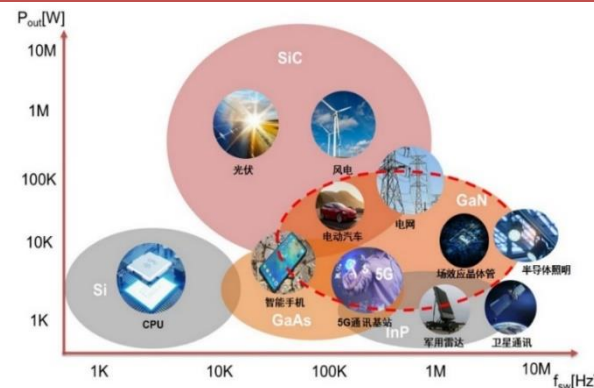 Pout[W]
10M
SiC
1M
光伏
风电
100K
GaN
电网
电动汽车
10K
5G
场效应晶体管
半导体照明
Si
CPU
智能手机
GaAs
5G通讯基站
InP
军用雷达
卫星通讯
1K
1K
10K
100K
1M
10M
fsw[Hz]